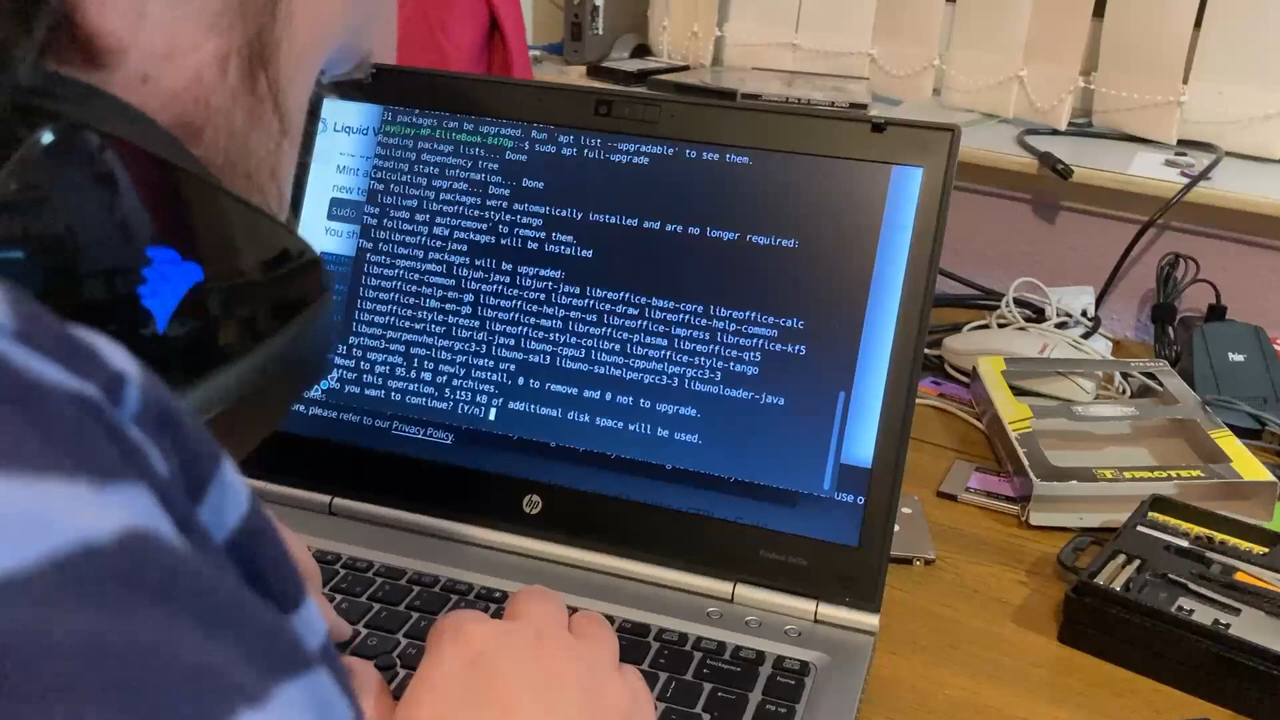 31 packages can be upgraded. Run 'apt list --upgradable' to see them.
jay@jay-HP-EliteBook-8470p:~$ sudo apt full-upgrade
Reading package lists... Done
Building dependency tree
Reading state information... Done
Calculating upgrade... Done
The following packages were automatically installed and are no longer required:
libllvm9 libreoffice-style-tango
Use 'sudo apt autoremove' to remove them.
The following NEW packages will be installed
liblibreoffice-java
The following packages will be upgraded:
fonts-opensymbol libjuh-java libjurt-java libreoffice-base-core libreoffice-calc
libreoffice-common libreoffice-core libreoffice-draw libreoffice-help-common
libreoffice-help-en-gb libreoffice-help-en-us libreoffice-impress libreoffice-kf5
libreoffice-l10n-en-gb libreoffice-math libreoffice-plasma libreoffice-qt5
libreoffice-style-breeze libreoffice-style-colibre libreoffice-style-tango
libreoffice-writer libridl-java libuno-cppu3 libuno-cppuhelpergcc3-3
libuno-purpenvhelpergcc3-3 libuno-sal3 libuno-salhelpergcc3-3 libunoloader-java
python3-uno uno-libs-private ure
31 to upgrade, 1 to newly install, 0 to remove and 0 not to upgrade.
Need to get 95.6 MB of archives.
After this operation, 5,153 kB of additional disk space will be used.
Do you want to continue? [Y/n]
Liquid
Mint a
new te
sudo
You sh
re, please refer to our Privacy Policy.
use o
hp
EliteBook 8470p
G
H
backspace
home
pg up
Palm